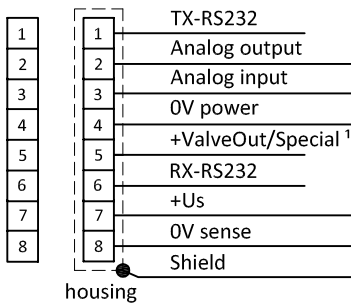 TX-RS232
1 1
Analog output
2 2
Analog input
3 3
0V power
4 4
+ValveOut/Special ¹
5 5
RX-RS232
6 6
+Us
7 7
0V sense
8 8
Shield
housing